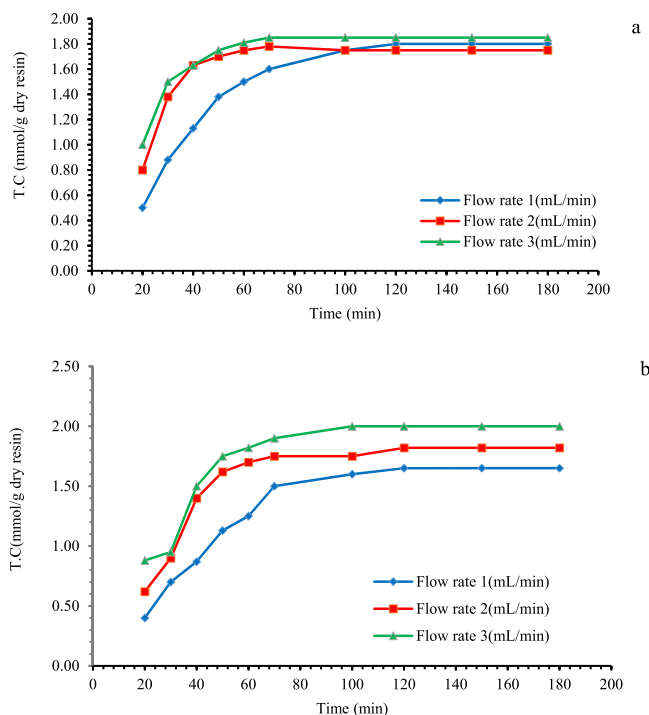 a
T.C (mmol/g dry resin)
1.80
2.00
1.60
1.40
1.20
1.00
0.80
0.60
0.40
0.20
0.00
Flow rate 1(mL/min)
Flow rate 2(mL/min)
Flow rate 3(mL/min)
0 20 40 60 80 100 120 140 160 180 200
Time (min)
b
T.C(mmol/g dry resin)
2.50
2.00
1.50
1.00
0.50
0.00
Flow rate 1(mL/min)
Flow rate 2(mL/min)
Flow rate 3(mL/min)
0 20 40 60 80 100 120 140 160 180 200
Time (min)